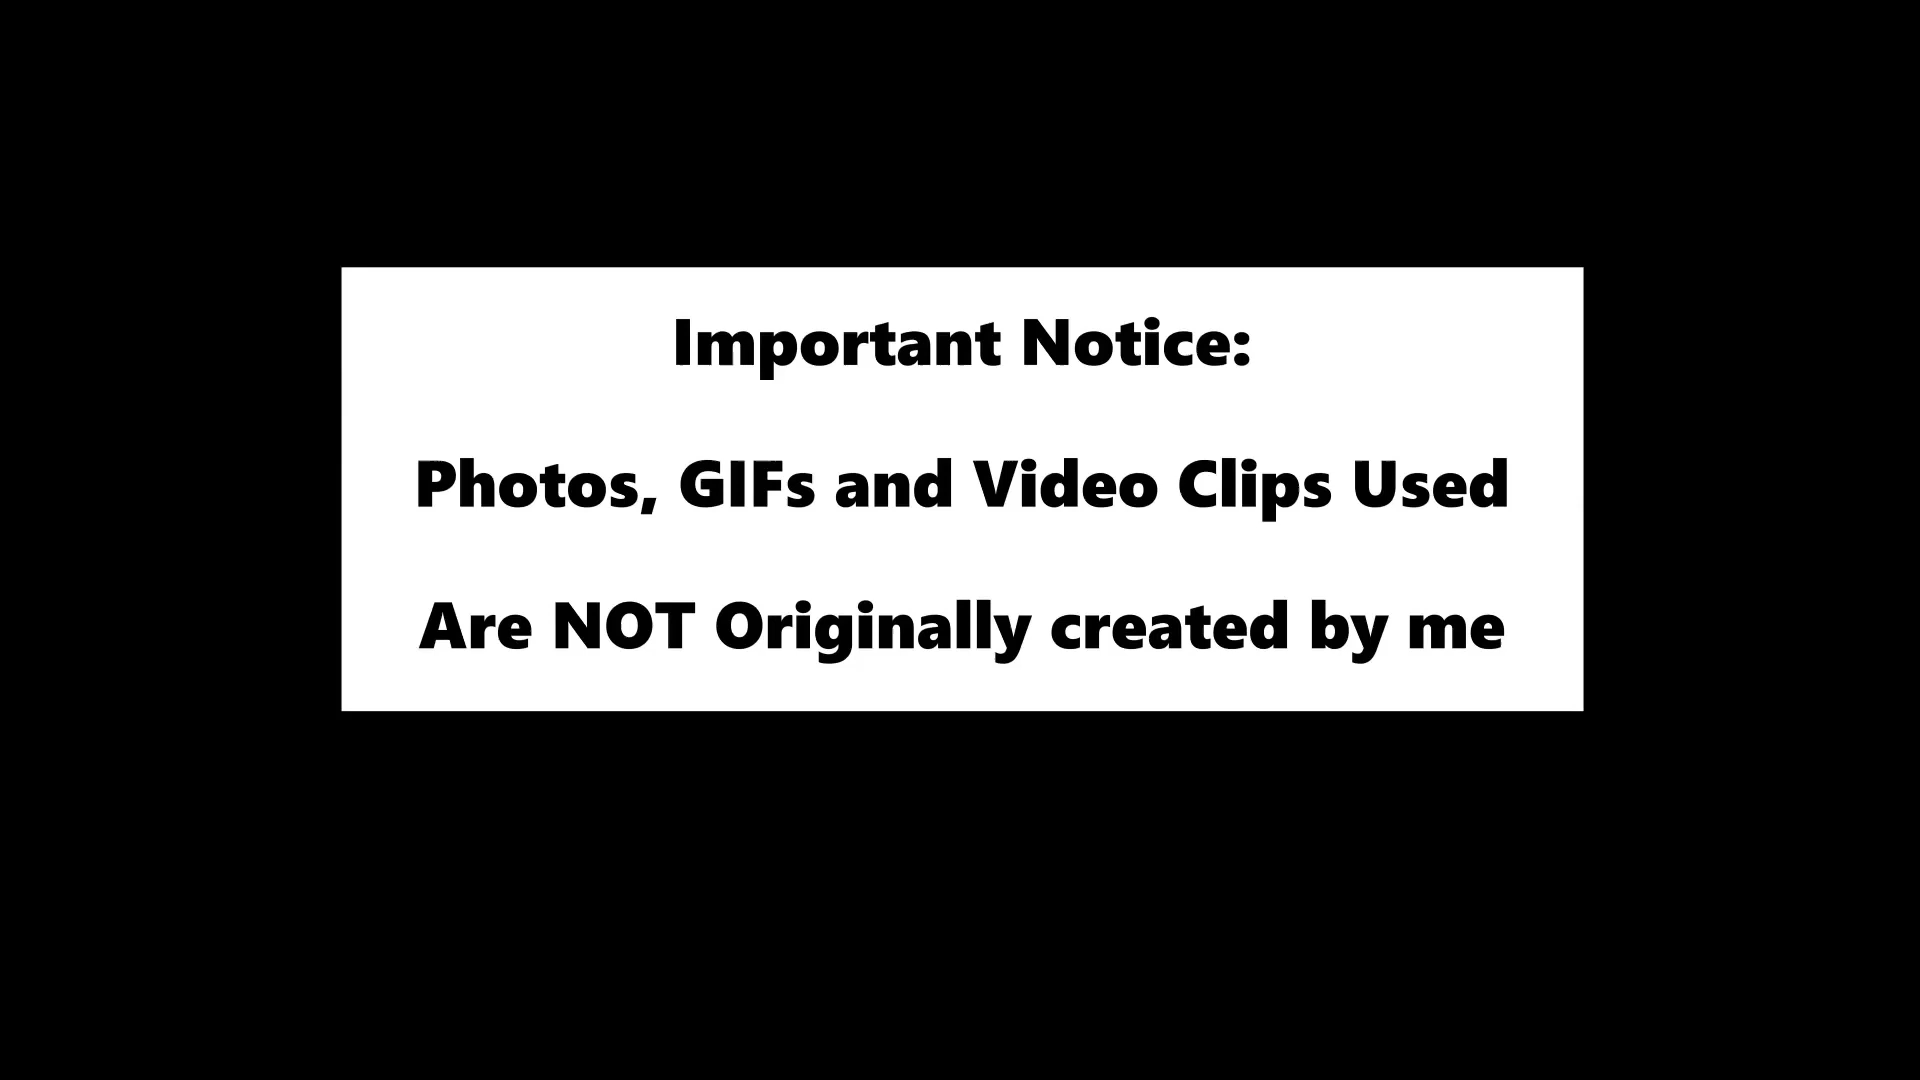 Important Notice:
Photos, GIFs and Video Clips Used
Are NOT Originally created by me